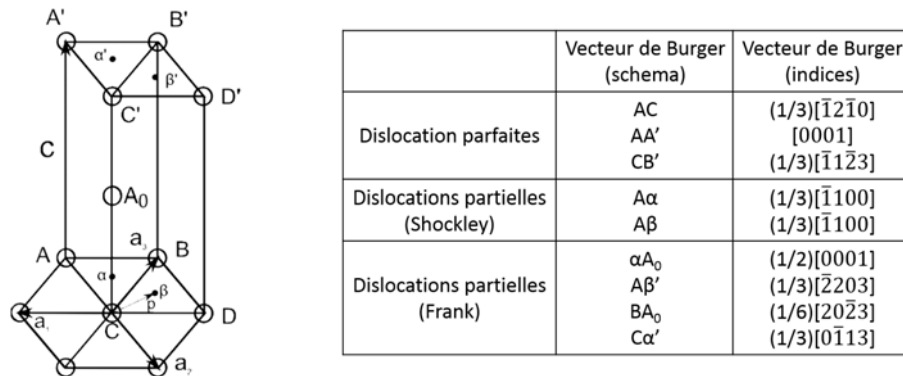 A'
B'
α'
β'
C'
D'
C
A₀
A
a₃
B
α
β
p
a₁
C
D
a₂
Vecteur de Burger (schema)
Vecteur de Burger (indices)
Dislocation parfaites
AC
(1/3)[1̅21̅0]
AA'
[0001]
CB'
(1/3)[1̅12̅3]
Dislocations partielles (Shockley)
Aα
(1/3)[1̅100]
Aβ
(1/3)[1̅100]
Dislocations partielles (Frank)
αA₀
(1/2)[0001]
Aβ'
(1/3)[2̅203]
BA₀
(1/6)[202̅3]
Cα'
(1/3)[01̅13]